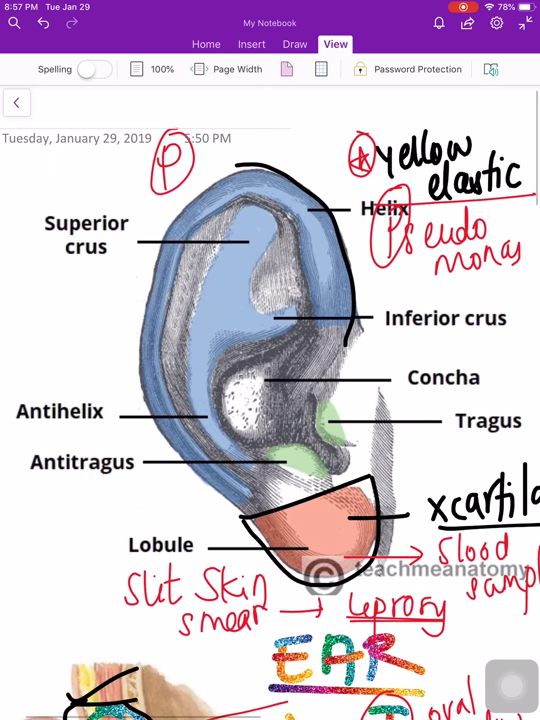 8:57 PM Tue Jan 29
78%
My Notebook
Home Insert Draw View
Spelling 100% Page Width Password Protection
Tuesday, January 29, 2019 5:50 PM
P
yellow
elastic
Helix
Pseudo
monas
Superior
crus
Inferior crus
Concha
Antihelix
Tragus
Antitragus
xcartila
Lobule
blood
sampl
© teachmeanatomy
Slit Skin
smear → leprosy
EAR
oval